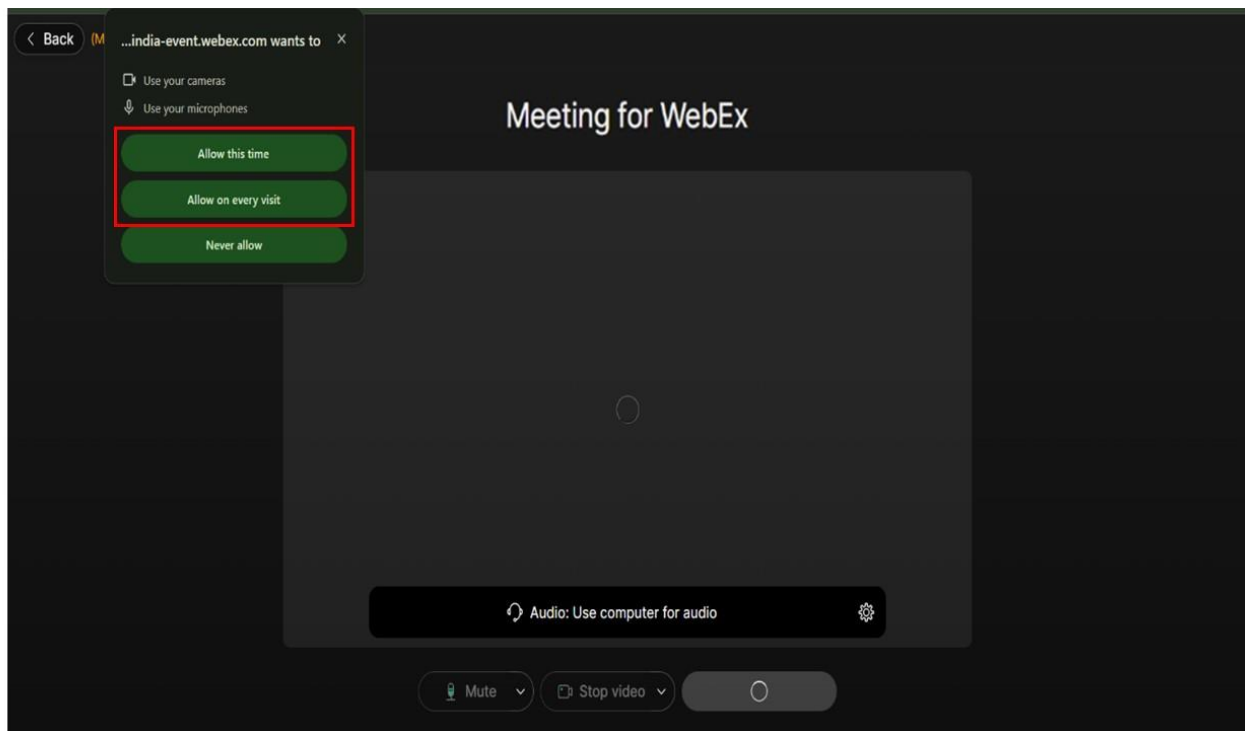 Back
(M
...india-event.webex.com wants to
Use your cameras
Use your microphones
Allow this time
Allow on every visit
Never allow
Meeting for WebEx
Audio: Use computer for audio
Mute
Stop video